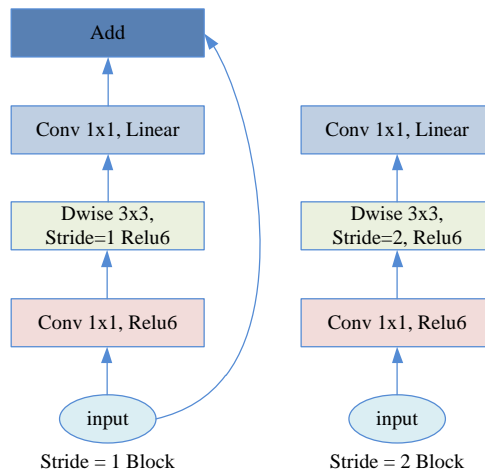 Add
Conv 1x1, Linear
Dwise 3x3,
Stride=1 Relu6
Conv 1x1, Relu6
input
Stride = 1 Block
Conv 1x1, Linear
Dwise 3x3,
Stride=2, Relu6
Conv 1x1, Relu6
input
Stride = 2 Block